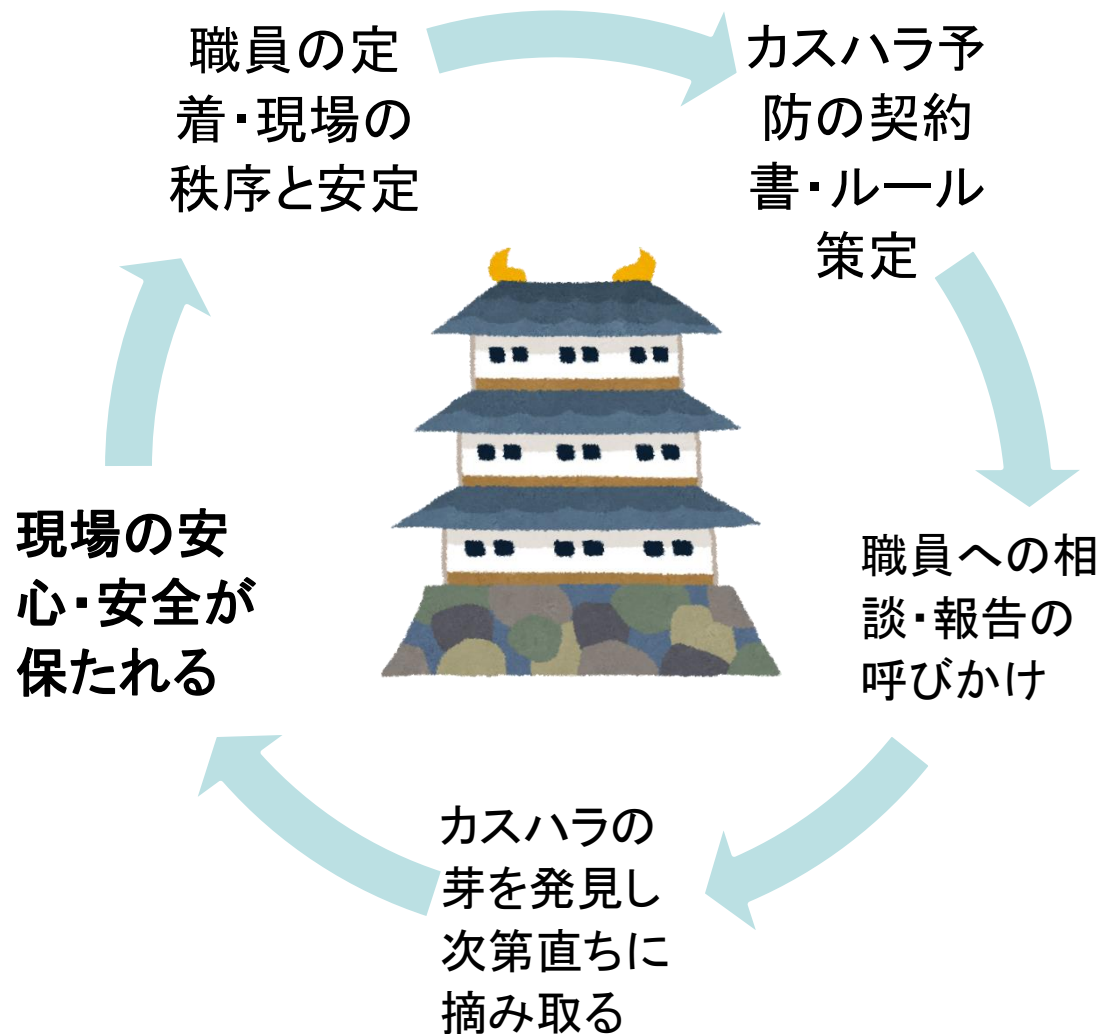 職員の定
着・現場の
秩序と安定
カスハラ予
防の契約
書・ルール
策定
職員への相
談・報告の
呼びかけ
カスハラの
芽を発見し
次第直ちに
摘み取る
現場の安
心・安全が
保たれる